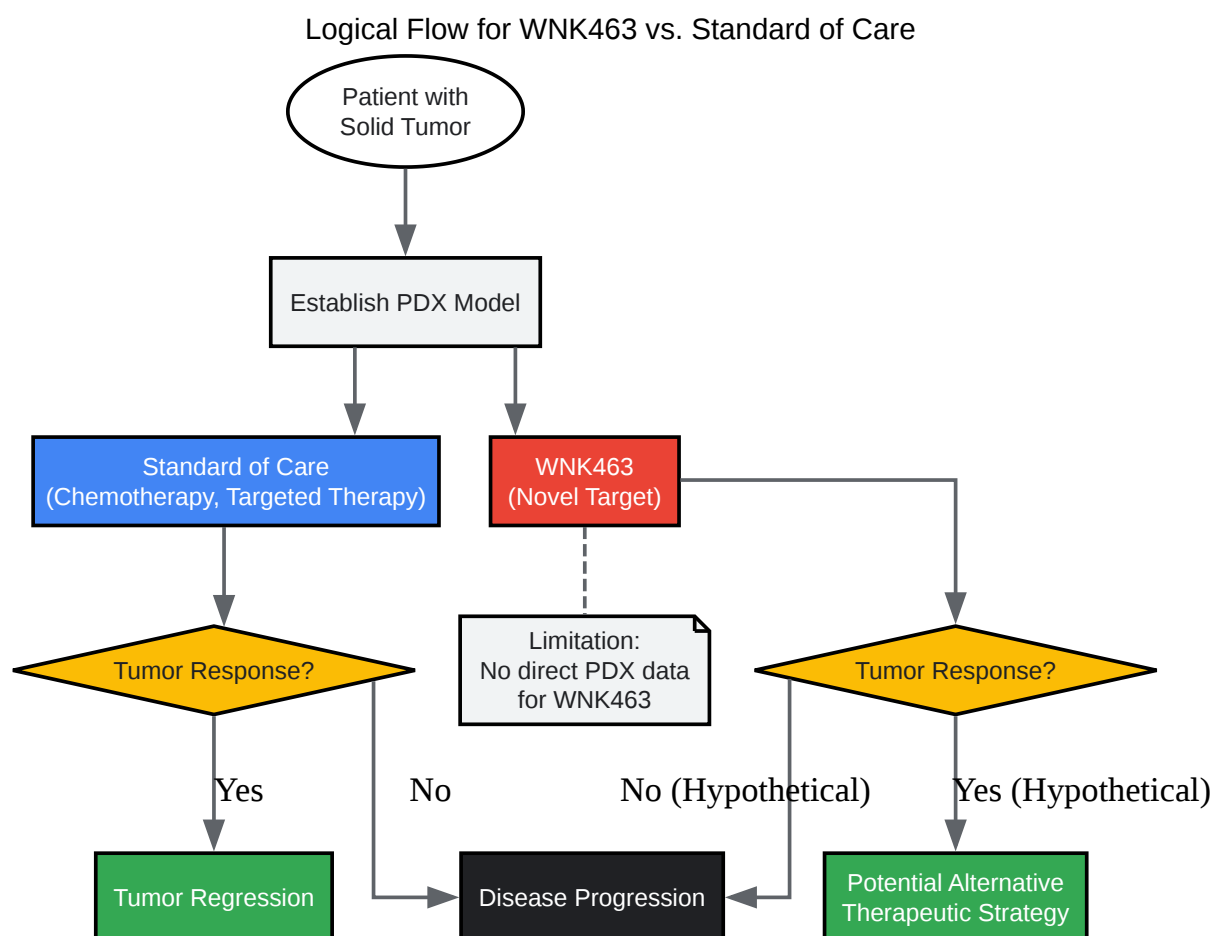 Logical Flow for WNK463 vs. Standard of Care
Patient with
Solid Tumor
Establish PDX Model
Standard of Care
(Chemotherapy, Targeted Therapy)
WNK463
(Novel Target)
Tumor Response?
Limitation:
No direct PDX data
for WNK463
Tumor Response?
Yes
No
No (Hypothetical)
Yes (Hypothetical)
Tumor Regression
Disease Progression
Potential Alternative
Therapeutic Strategy